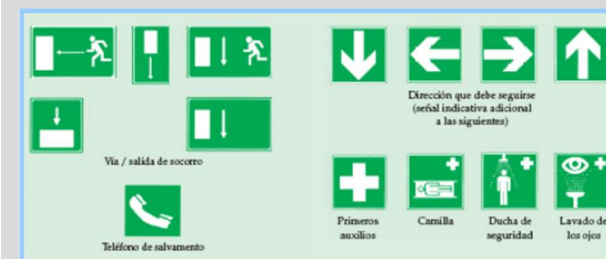 Vía / salida de socorro
Teléfono de salvamento
Dirección que debe seguirse
(señal indicativa adicional
a las siguientes)
Primeros
auxilios
Camilla
Ducha de
seguridad
Lavado de
los ojos